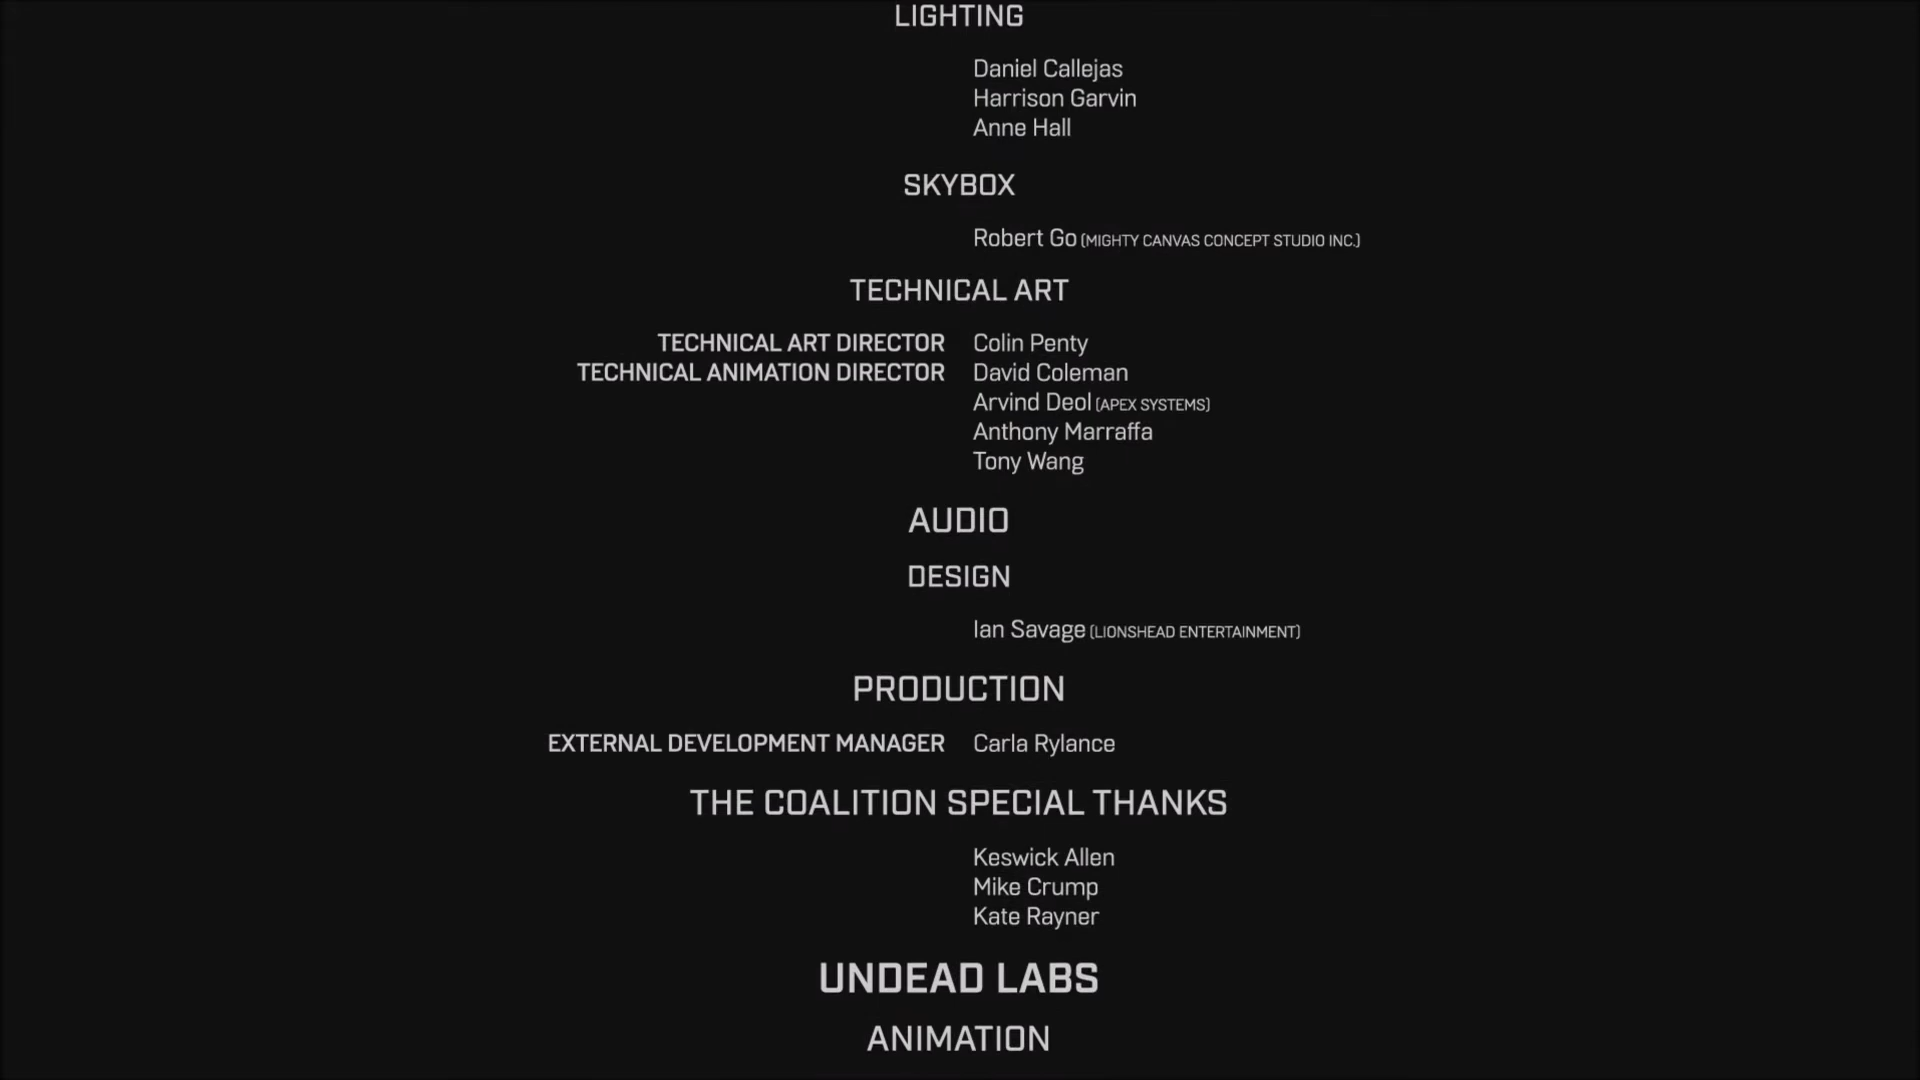 LIGHTING
Daniel Callejas
Harrison Garvin
Anne Hall
SKYBOX
Robert Go (MIGHTY CANVAS CONCEPT STUDIO INC.)
TECHNICAL ART
TECHNICAL ART DIRECTOR Colin Penty
TECHNICAL ANIMATION DIRECTOR David Coleman
Arvind Deol (APEX SYSTEMS)
Anthony Marraffa
Tony Wang
AUDIO
DESIGN
Ian Savage (LIONSHEAD ENTERTAINMENT)
PRODUCTION
EXTERNAL DEVELOPMENT MANAGER Carla Rylance
THE COALITION SPECIAL THANKS
Keswick Allen
Mike Crump
Kate Rayner
UNDEAD LABS
ANIMATION